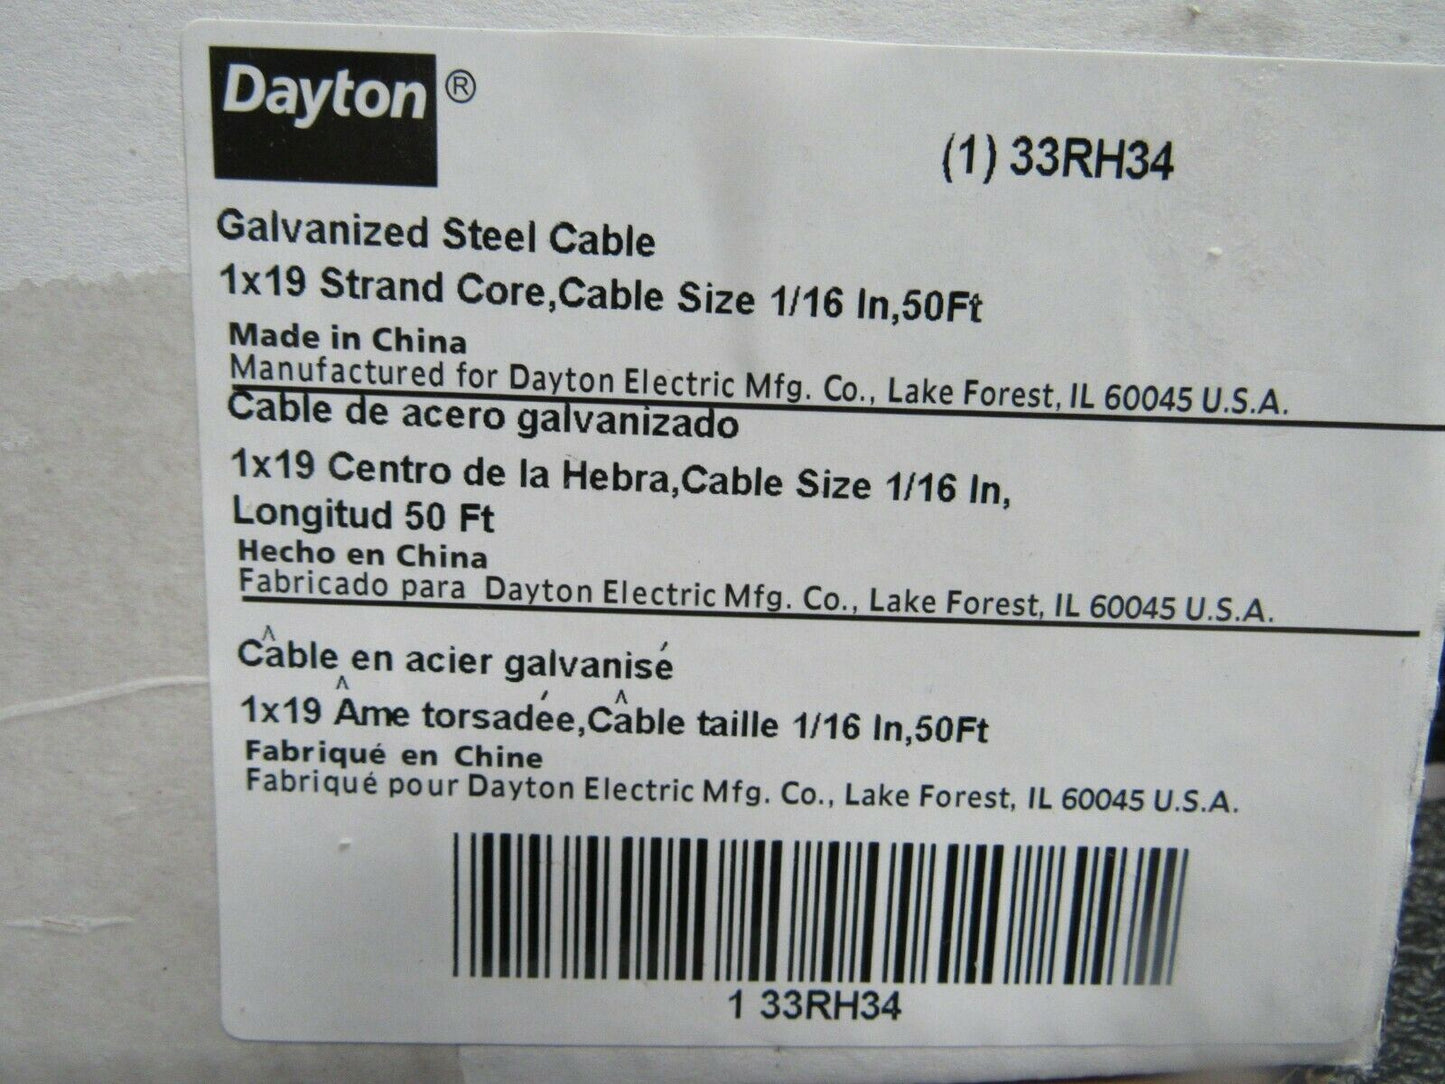 Dayton®
(1) 33RH34
Galvanized Steel Cable
1x19 Strand Core,Cable Size 1/16 In,50Ft
Made in China
Manufactured for Dayton Electric Mfg. Co., Lake Forest, IL 60045 U.S.A.
Cable de acero galvanizado
1x19 Centro de la Hebra,Cable Size 1/16 In,
Longitud 50 Ft
Hecho en China
Fabricado para Dayton Electric Mfg. Co., Lake Forest, IL 60045 U.S.A.
Câble en acier galvanisé
1x19 Âme torsadée,Câble taille 1/16 In,50Ft
Fabriqué en Chine
Fabriqué pour Dayton Electric Mfg. Co., Lake Forest, IL 60045 U.S.A.
1 33RH34